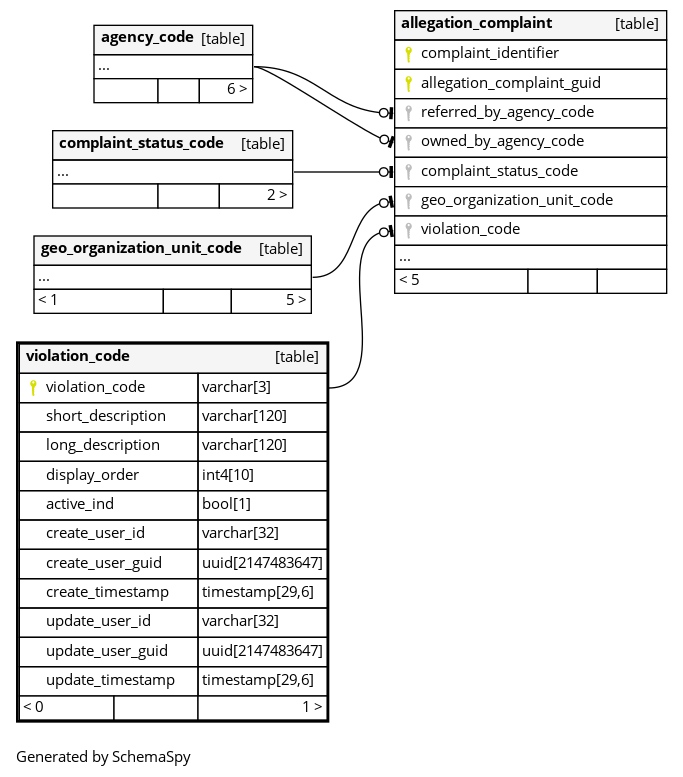 agency_code [table]
...
6 >
complaint_status_code [table]
...
2 >
geo_organization_unit_code [table]
...
< 1 5 >
violation_code [table]
violation_code varchar[3]
short_description varchar[120]
long_description varchar[120]
display_order int4[10]
active_ind bool[1]
create_user_id varchar[32]
create_user_guid uuid[2147483647]
create_timestamp timestamp[29,6]
update_user_id varchar[32]
update_user_guid uuid[2147483647]
update_timestamp timestamp[29,6]
< 0 1 >
allegation_complaint [table]
complaint_identifier
allegation_complaint_guid
referred_by_agency_code
owned_by_agency_code
complaint_status_code
geo_organization_unit_code
violation_code
...
< 5
Generated by SchemaSpy